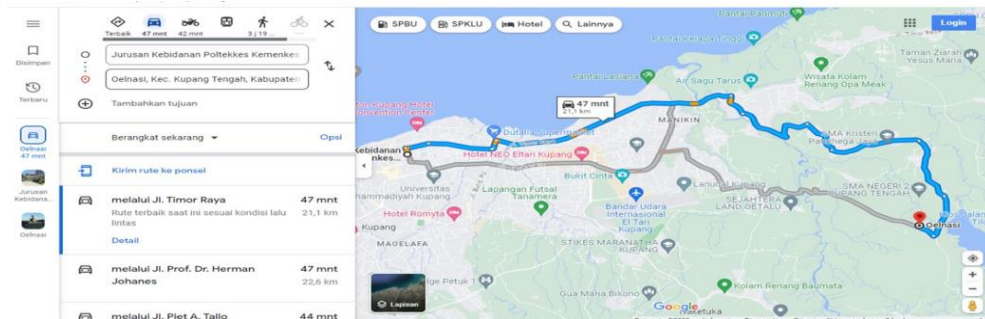 Terbaik
47 mnt
42 mnt
3 j 19 ...
Disimpan
Terbaru
Oelnasi
47 mnt
Jurusan
Kebidana...
Oelnasi
Jurusan Kebidanan Poltekkes Kemenkes
Oelnasi, Kec. Kupang Tengah, Kabupaten
Tambahkan tujuan
Berangkat sekarang
Opsi
Kirim rute ke ponsel
melalui Jl. Timor Raya
47 mnt
Rute terbaik saat ini sesuai kondisi lalu
lintas
21,1 km
Detail
melalui Jl. Prof. Dr. Herman
Johanes
47 mnt
22,6 km
melalui Jl. Piet A. Tallo
44 mnt
SPBU
SPKLU
Hotel
Lainnya
Login
Taman Ziarah
Yesus Maria
Pantai Lasiana
Air Sagu Tarus
Wisata Kolam
Renang Opa Meak
47 mnt
21,1 km
MANIKIN
Dutalia Supermarket
Hotel NEO Eltari Kupang
Kebidanan
Bukit Cinta
Universitas
Muhammadiyah
Kupang
Lapangan Futsal
Tanamera
Hotel Romyta
Kupang
Bandar Udara
Internasional
El Tari
Kupang
SEJAHTERA
SMA NEGERI 2
Oelnasi
STIKES MARANATHA
KUPANG
Gua Maria Bikono
Kolam Renang Baumata
Lapisan
Google